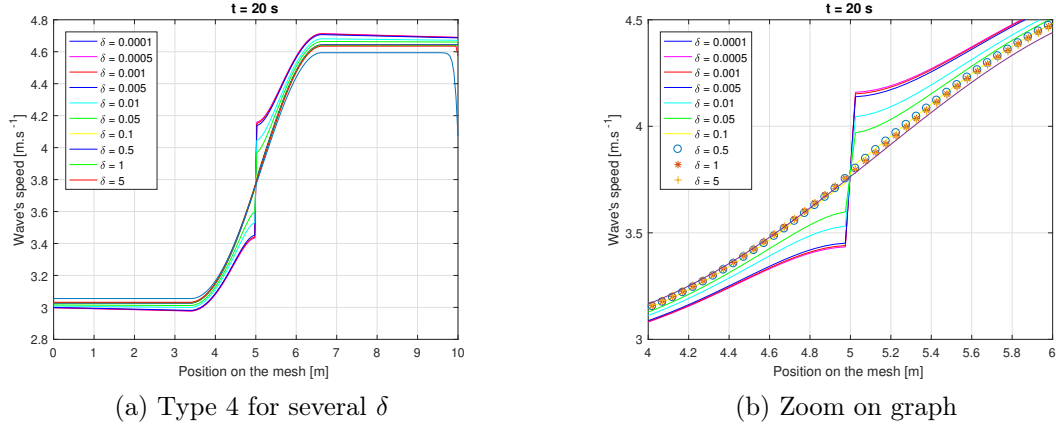 t = 20 s
4.8
4.6
4.4
4.2
4
3.8
3.6
3.4
3.2
3
2.8
Wave's speed [m.s⁻¹]
δ = 0.0001
δ = 0.0005
δ = 0.001
δ = 0.005
δ = 0.01
δ = 0.05
δ = 0.1
δ = 0.5
δ = 1
δ = 5
0 1 2 3 4 5 6 7 8 9 10
Position on the mesh [m]
(a) Type 4 for several δ
t = 20 s
4.5
4
3.5
3
Wave's speed [m.s⁻¹]
δ = 0.0001
δ = 0.0005
δ = 0.001
δ = 0.005
δ = 0.01
δ = 0.05
δ = 0.1
δ = 0.5
δ = 1
δ = 5
4 4.2 4.4 4.6 4.8 5 5.2 5.4 5.6 5.8 6
Position on the mesh [m]
(b) Zoom on graph